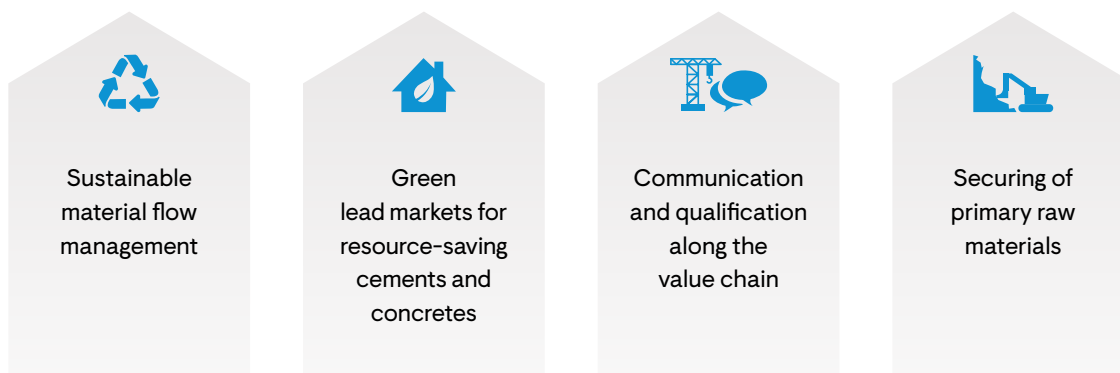 Sustainable
material flow
management
Green
lead markets for
resource-saving
cements and
concretes
Communication
and qualification
along the
value chain
Securing of
primary raw
materials